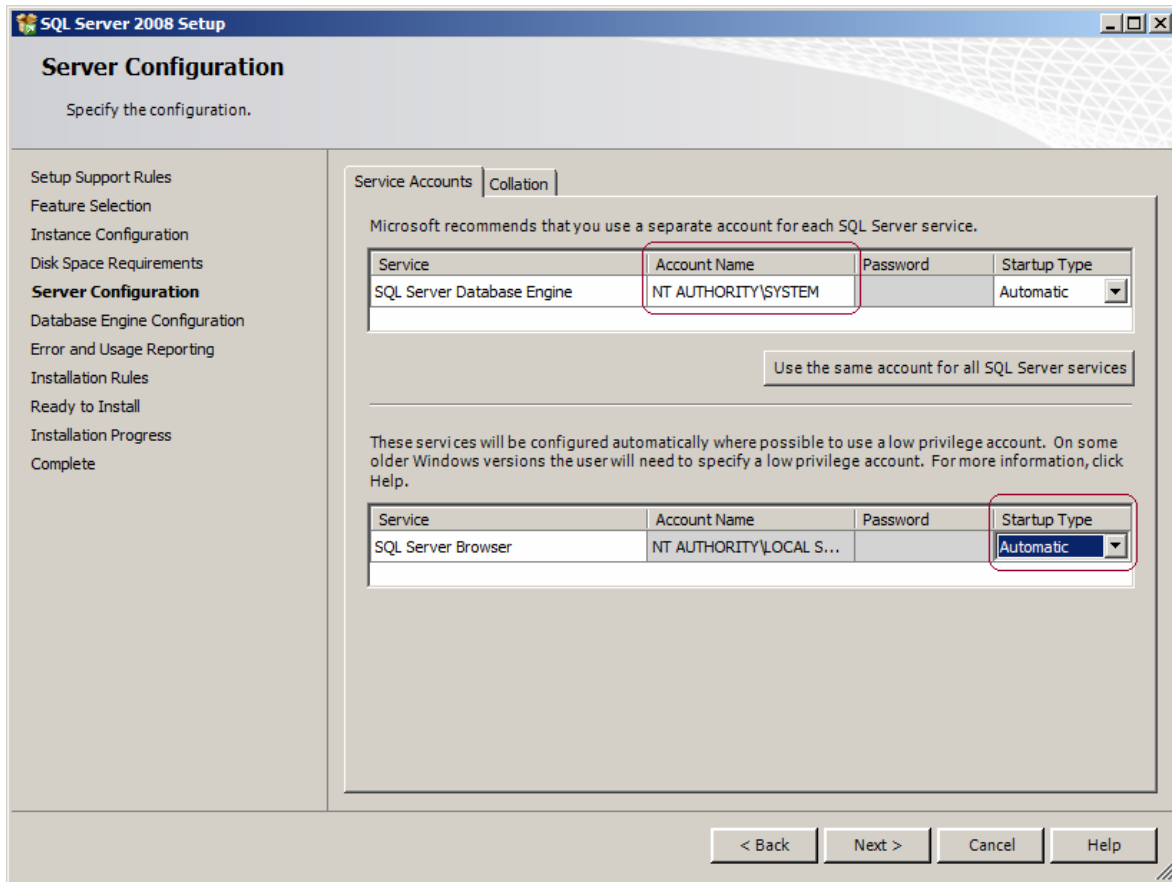 SQL Server 2008 Setup
Server Configuration
Specify the configuration.
Setup Support Rules
Feature Selection
Instance Configuration
Disk Space Requirements
Server Configuration
Database Engine Configuration
Error and Usage Reporting
Installation Rules
Ready to Install
Installation Progress
Complete
Service Accounts Collation
Microsoft recommends that you use a separate account for each SQL Server service.
Service Account Name Password Startup Type
SQL Server Database Engine NT AUTHORITY\SYSTEM Automatic
Use the same account for all SQL Server services
These services will be configured automatically where possible to use a low privilege account. On some
older Windows versions the user will need to specify a low privilege account. For more information, click
Help.
Service Account Name Password Startup Type
SQL Server Browser NT AUTHORITY\LOCAL S... Automatic
< Back Next > Cancel Help